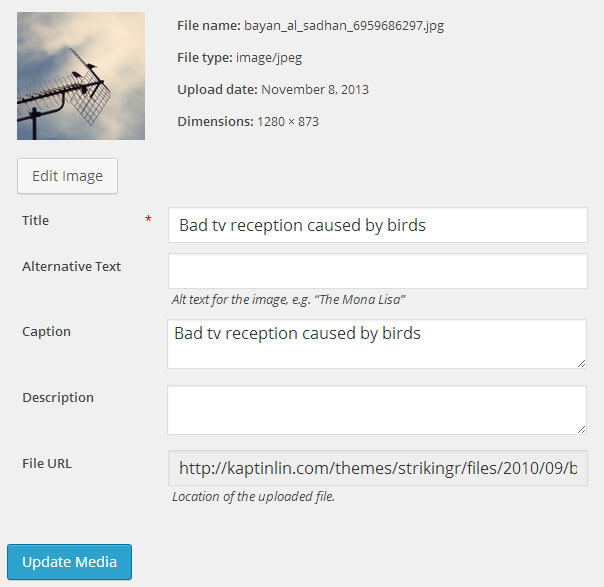 File name: bayan_al_sadhan_6959686297.jpg
File type: image/jpeg
Upload date: November 8, 2013
Dimensions: 1280 × 873
Edit Image
Title * Bad tv reception caused by birds
Alternative Text
Alt text for the image, e.g. “The Mona Lisa”
Caption Bad tv reception caused by birds
Description
File URL http://kaptinlin.com/themes/strikingr/files/2010/09/b
Location of the uploaded file.
Update Media